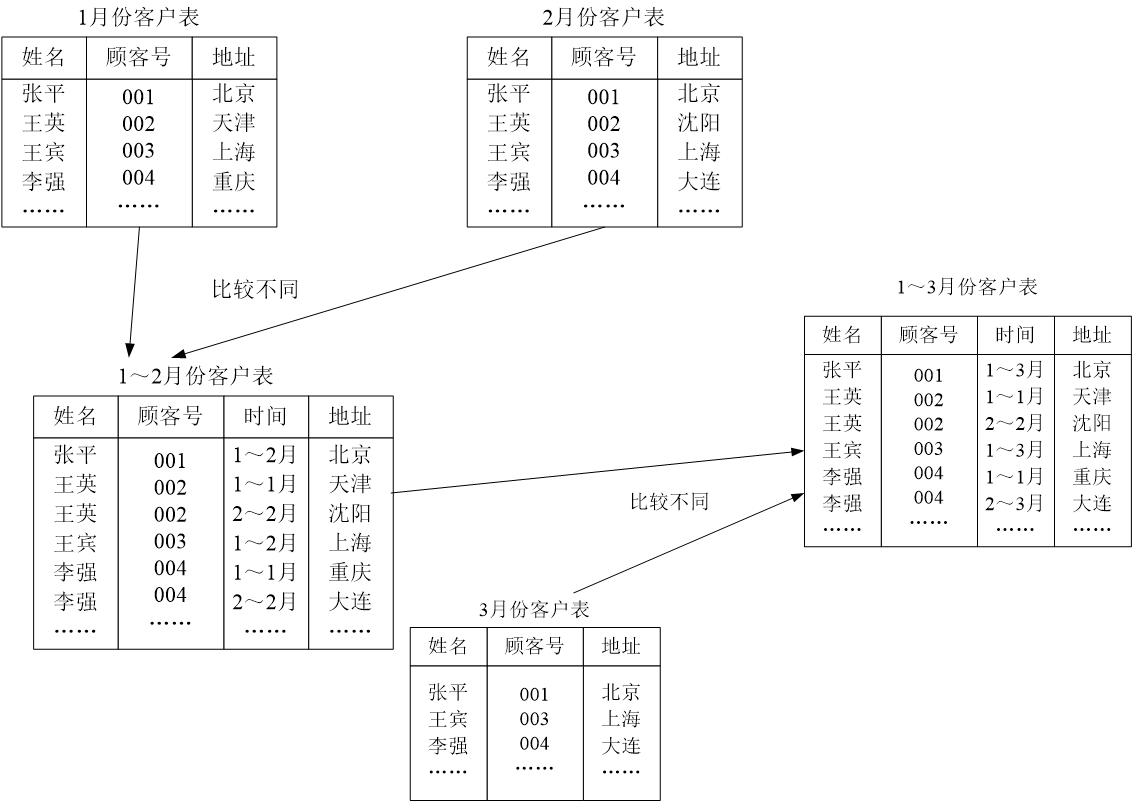 1月份客户表
姓名 顾客号 地址
张平 001 北京
王英 002 天津
王宾 003 上海
李强 004 重庆
…… …… ……
2月份客户表
姓名 顾客号 地址
张平 001 北京
王英 002 沈阳
王宾 003 上海
李强 004 大连
…… …… ……
比较不同
1～2月份客户表
姓名 顾客号 时间 地址
张平 001 1～2月 北京
王英 002 1～1月 天津
王英 002 2～2月 沈阳
王宾 003 1～2月 上海
李强 004 1～1月 重庆
李强 004 2～2月 大连
…… …… …… ……
3月份客户表
姓名 顾客号 地址
张平 001 北京
王宾 003 上海
李强 004 大连
…… …… ……
比较不同
1～3月份客户表
姓名 顾客号 时间 地址
张平 001 1～3月 北京
王英 002 1～1月 天津
王英 002 2～2月 沈阳
王宾 003 1～3月 上海
李强 004 1～1月 重庆
李强 004 2～3月 大连
…… …… …… ……